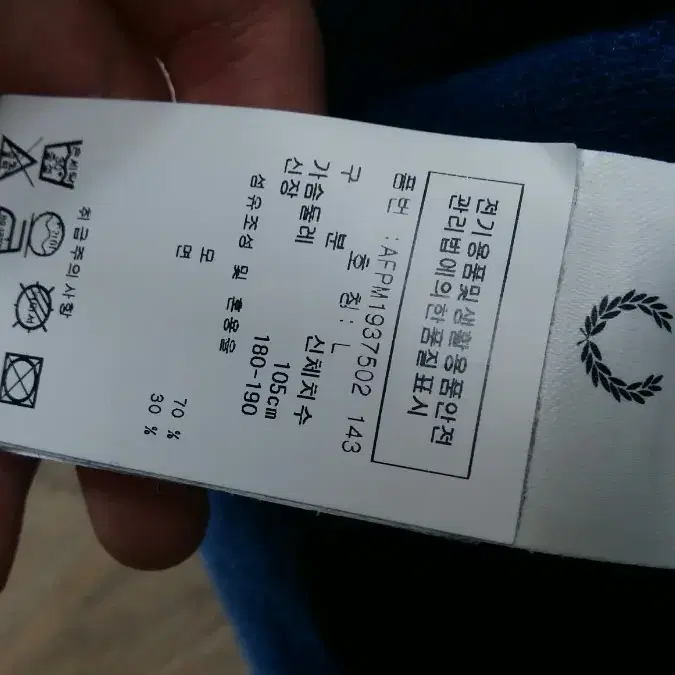 전기용품및생활용품안전
관리법에의한품질표시
품번 :AFPM1937502 143
구 분 호 칭: L 신체치수
가슴둘레 105cm
신장 180-190
섬유조성 및 혼용율
모 70 %
면 30 %
취급주의사항